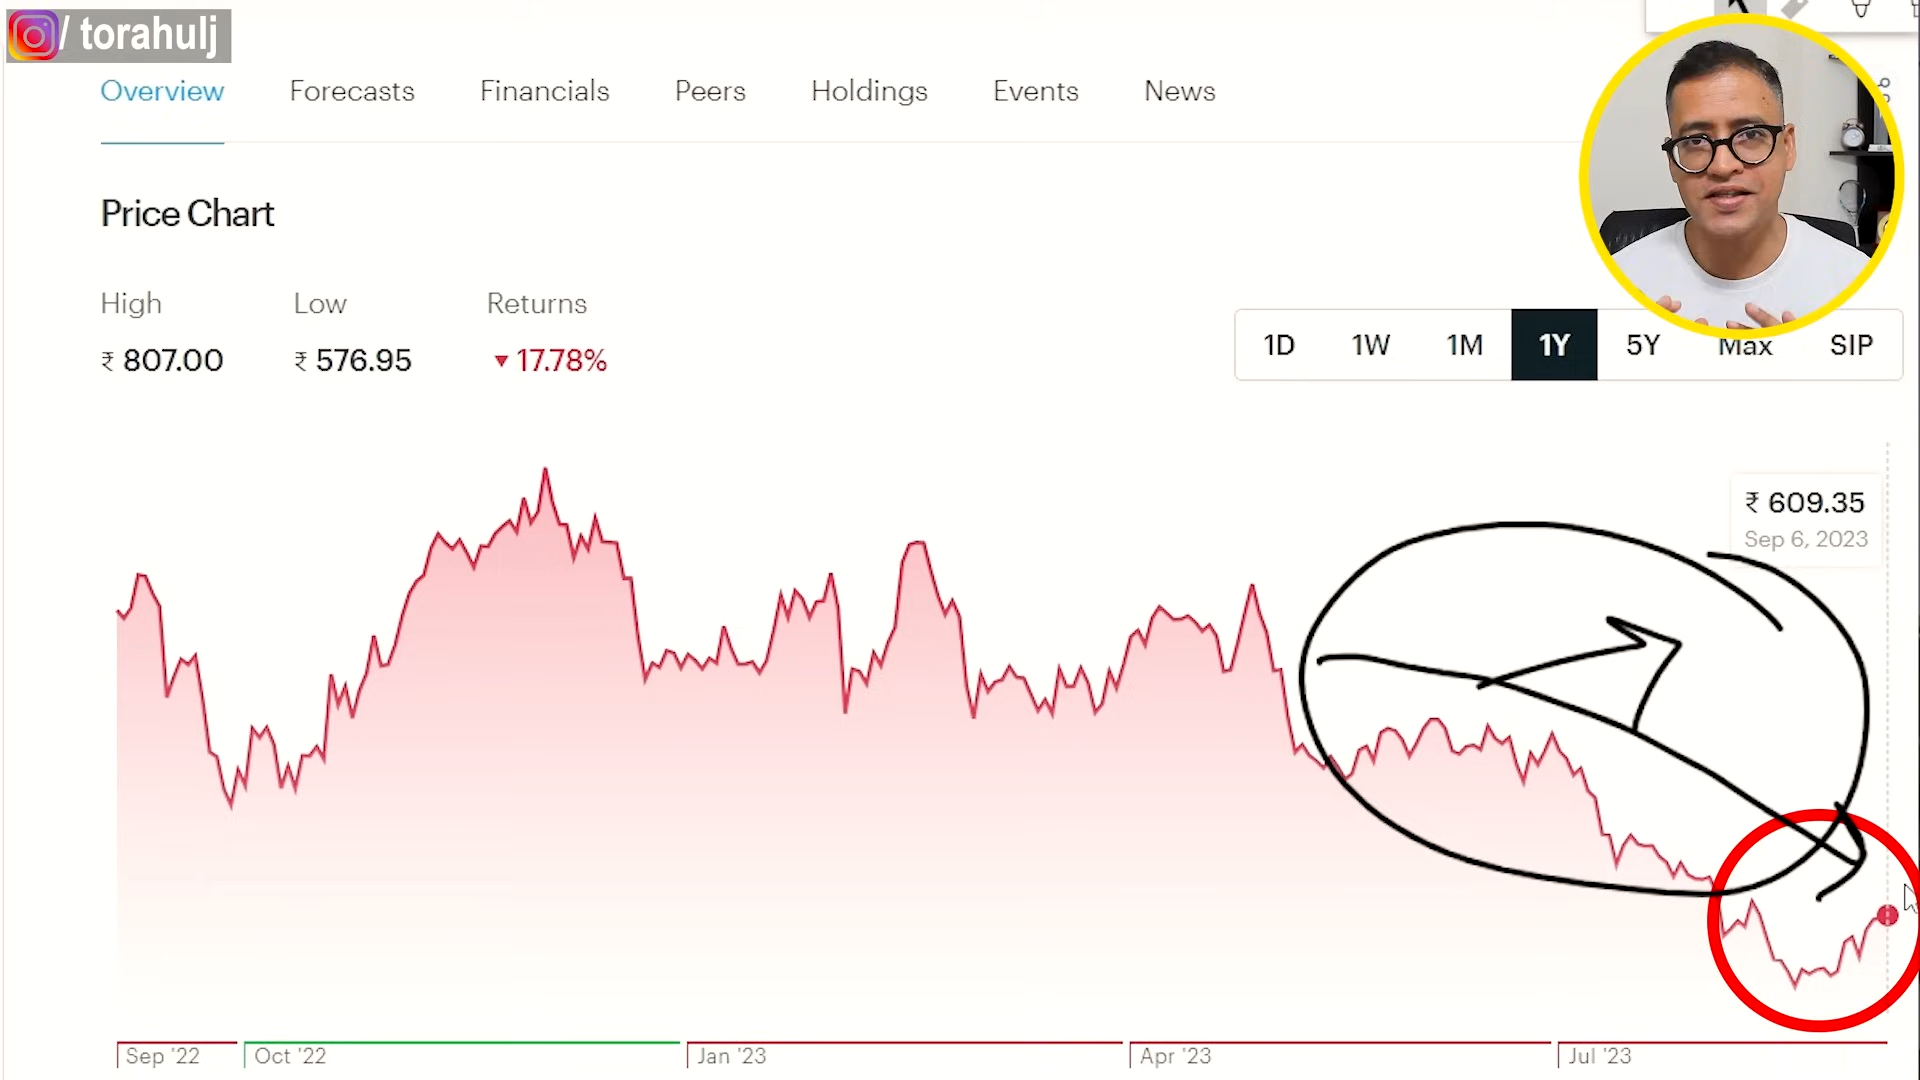 / torahulj
Overview Forecasts Financials Peers Holdings Events News
Price Chart
High Low Returns
₹ 807.00 ₹ 576.95 ▼ 17.78%
1D 1W 1M 1Y 5Y Max SIP
₹ 609.35
Sep 6, 2023
Sep '22 Oct '22 Jan '23 Apr '23 Jul '23